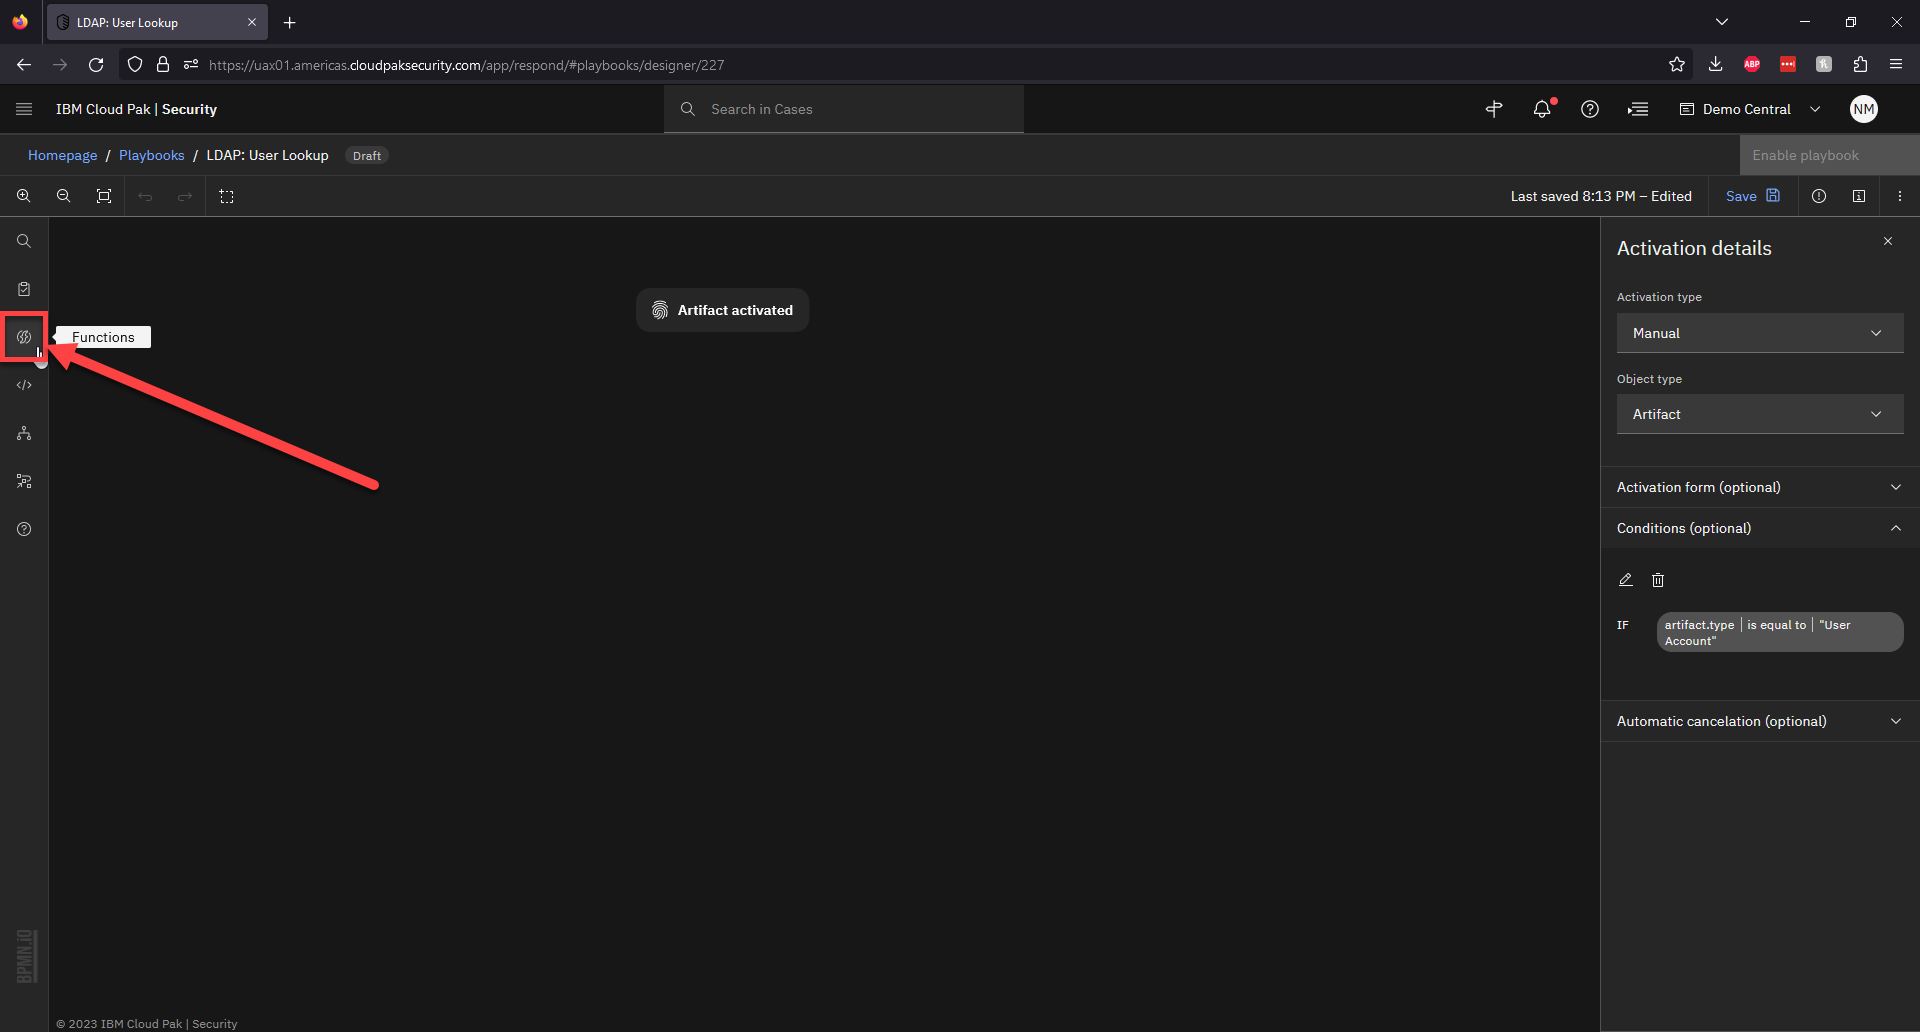 LDAP: User Lookup
https://uax01.americas.cloudpaksecurity.com/app/respond/#playbooks/designer/227
ABP
IBM Cloud Pak | Security
Search in Cases
Demo Central
NM
Homepage / Playbooks / LDAP: User Lookup
Draft
Enable playbook
Last saved 8:13 PM – Edited
Save
Activation details
Artifact activated
Activation type
Functions
Manual
Object type
Artifact
Activation form (optional)
Conditions (optional)
IF
artifact.type | is equal to | "User
Account"
Automatic cancelation (optional)
BPMN.iO
© 2023 IBM Cloud Pak | Security